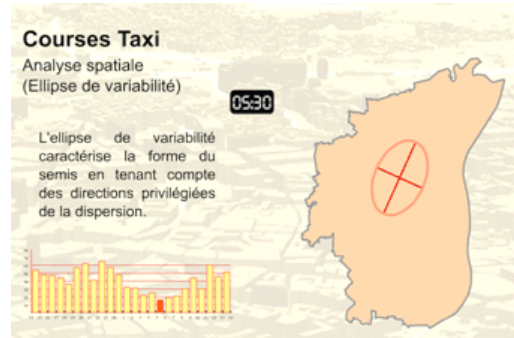 Courses Taxi
Analyse spatiale
(Ellipse de variabilité)
05:30
L'ellipse de variabilité
caractérise la forme du
semis en tenant compte
des directions privilégiées
de la dispersion.